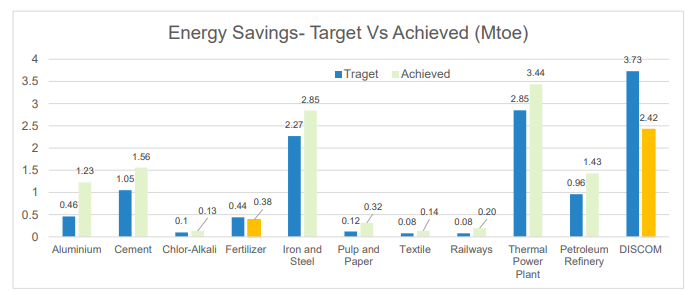 Energy Savings- Target Vs Achieved (Mtoe)
Traget Achieved
4
3.5
3
2.5
2
1.5
1
0.5
0
0.46 1.23
1.05 1.56
0.1 0.13
0.44 0.38
2.27 2.85
0.12 0.32
0.08 0.14
0.08 0.20
2.85 3.44
0.96 1.43
3.73 2.42
Aluminium
Cement
Chlor-Alkali
Fertilizer
Iron and
Steel
Pulp and
Paper
Textile
Railways
Thermal
Power
Plant
Petroleum
Refinery
DISCOM